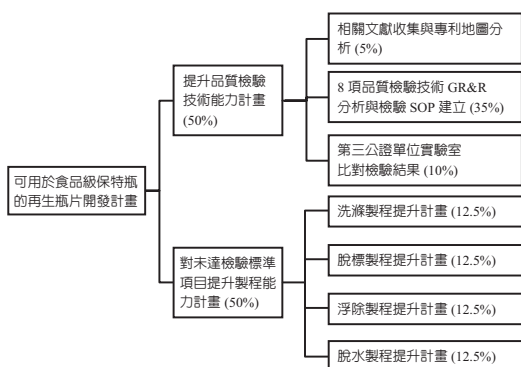 可用於食品級保特瓶
的再生瓶片開發計畫
提升品質檢驗
技術能力計畫
(50%)
相關文獻收集與專利地圖分
析 (5%)
8 項品質檢驗技術 GR&R
分析與檢驗 SOP 建立 (35%)
第三公證單位實驗室
比對檢驗結果 (10%)
對未達檢驗標準
項目提升製程能
力計畫 (50%)
洗滌製程提升計畫 (12.5%)
脫標製程提升計畫 (12.5%)
浮除製程提升計畫 (12.5%)
脫水製程提升計畫 (12.5%)